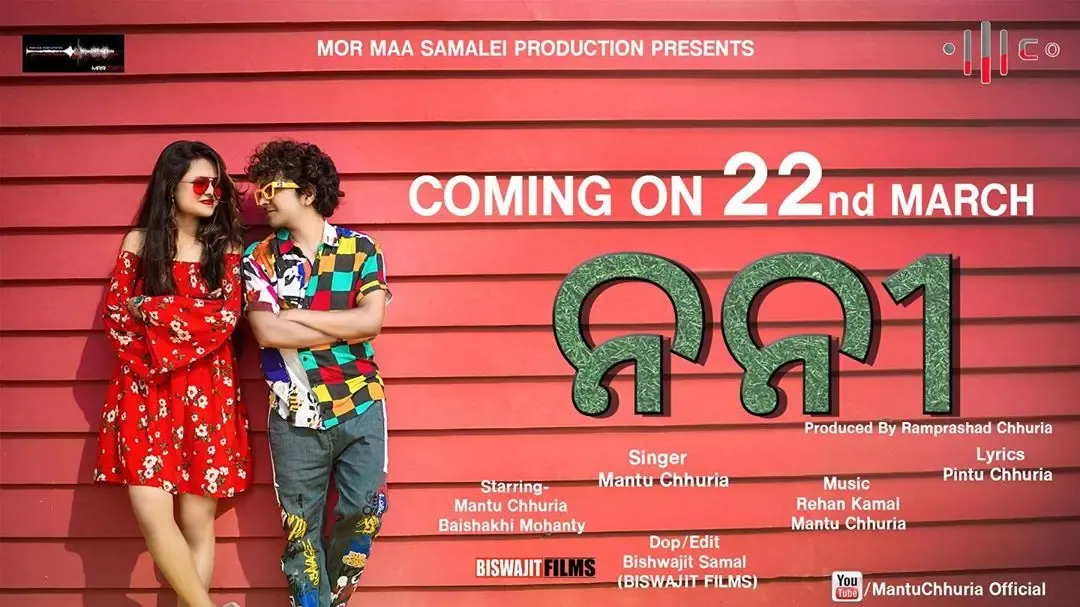 MOR MAA SAMALEI PRODUCTION PRESENTS
COMING ON 22nd MARCH
ନନୀ
Produced By Ramprashad Chhuria
Singer
Mantu Chhuria
Lyrics
Pintu Chhuria
Starring-
Mantu Chhuria
Baishakhi Mohanty
Music
Rehan Kamal
Mantu Chhuria
Dop/Edit
Bishwajit Samal
(BISWAJIT FILMS)
BISWAJIT FILMS
You Tube /MantuChhuria Official